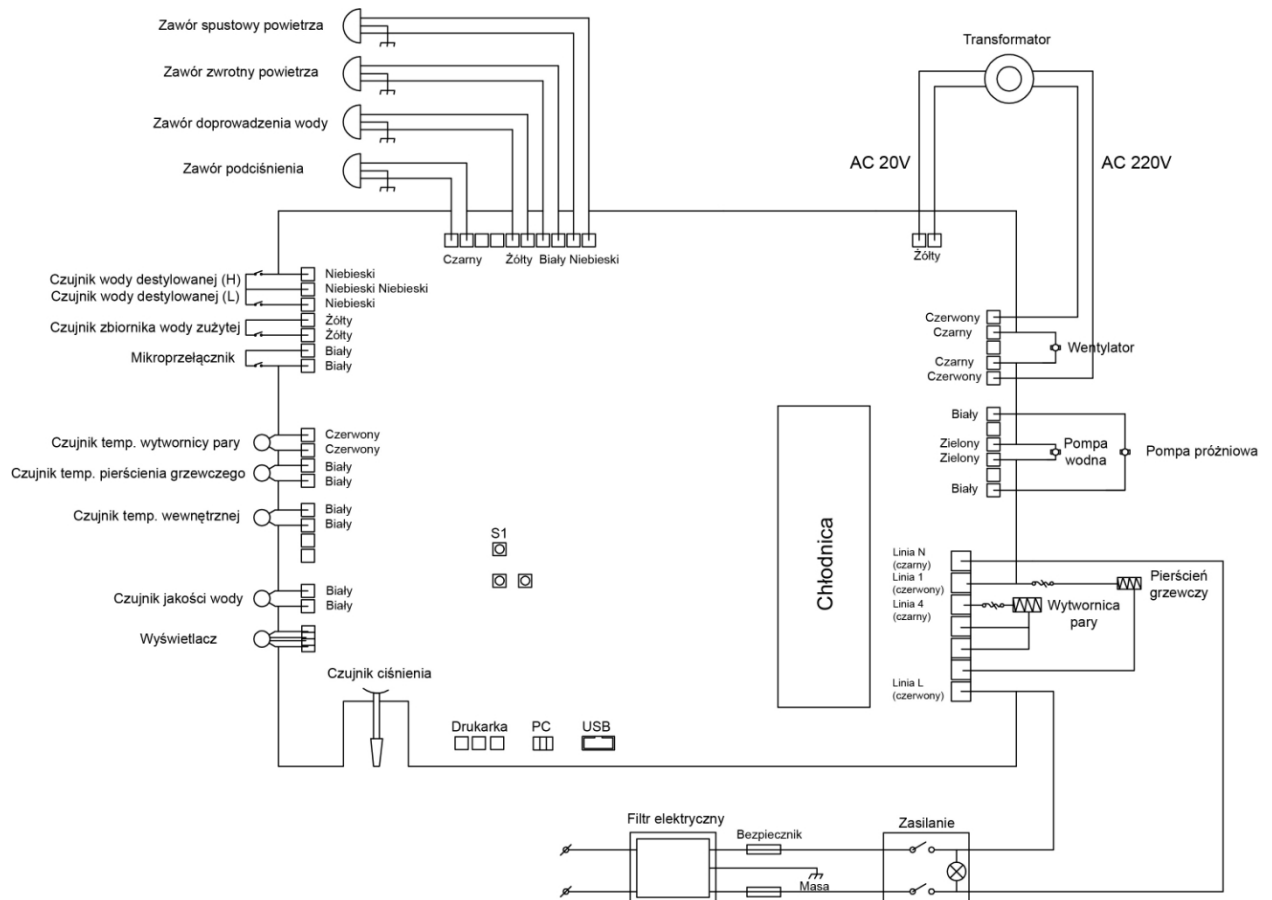 Zawór spustowy powietrza
Zawór zwrotny powietrza
Zawór doprowadzenia wody
Zawór podciśnienia
Transformator
AC 20V
AC 220V
Czarny
Żółty
Biały
Niebieski
Żółty
Czujnik wody destylowanej (H)
Czujnik wody destylowanej (L)
Czujnik zbiornika wody zużytej
Mikroprzełącznik
Niebieski
Niebieski Niebieski
Niebieski
Żółty
Żółty
Biały
Biały
Czerwony
Czarny
Czarny
Czerwony
Wentylator
Czujnik temp. wytwornicy pary
Czujnik temp. pierścienia grzewczego
Czujnik temp. wewnętrznej
Czerwony
Czerwony
Biały
Biały
Biały
Biały
Biały
Zielony
Zielony
Biały
Pompa
wodna
Pompa próżniowa
S1
Chłodnica
Linia N
(czarny)
Linia 1
(czerwony)
Linia 4
(czarny)
Linia L
(czerwony)
Pierścień
grzewczy
Wytwornica
pary
Czujnik jakości wody
Biały
Biały
Wyświetlacz
Czujnik ciśnienia
Drukarka
PC
USB
Filtr elektryczny
Bezpiecznik
Masa
Zasilanie